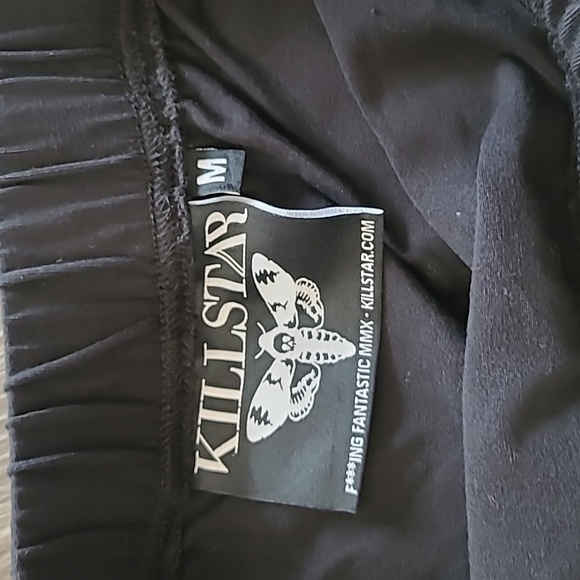 M
KILLSTAR
F***ING FANTASTIC MMX · KILLSTAR.COM